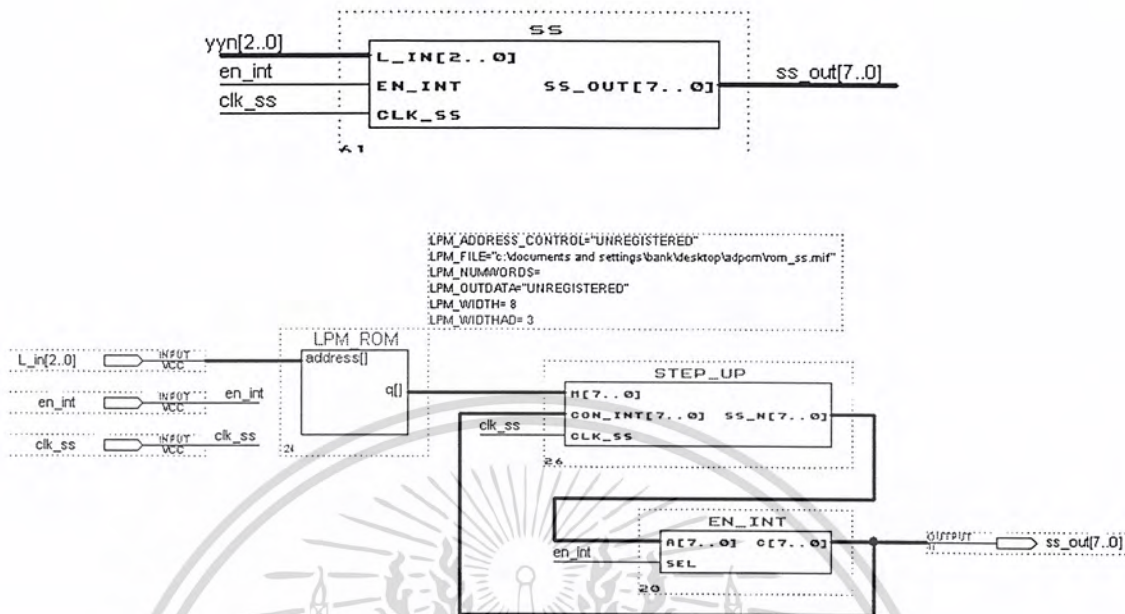 SS
yyn[2..0]
L_IN[2..0]
en_int
EN_INT
SS_OUT[7..0]
ss_out[7..0]
clk_ss
CLK_SS
61
LPM_ADDRESS_CONTROL="UNREGISTERED"
LPM_FILE="c:\documents and settings\bank\desktop\adpcm\rom_ss.mif"
LPM_NUMWORDS=
LPM_OUTDATA="UNREGISTERED"
LPM_WIDTH= 8
LPM_WIDTHAD= 3
LPM_ROM
L_in[2..0] INPUT VCC
address[]
q[]
en_int INPUT VCC en_int
clk_ss INPUT VCC clk_ss
STEP_UP
M[7..0]
CON_INT[7..0] SS_N[7..0]
clk_ss
CLK_SS
26
EN_INT
A[7..0] C[7..0]
en_int
SEL
20
OUTPUT ss_out[7..0]